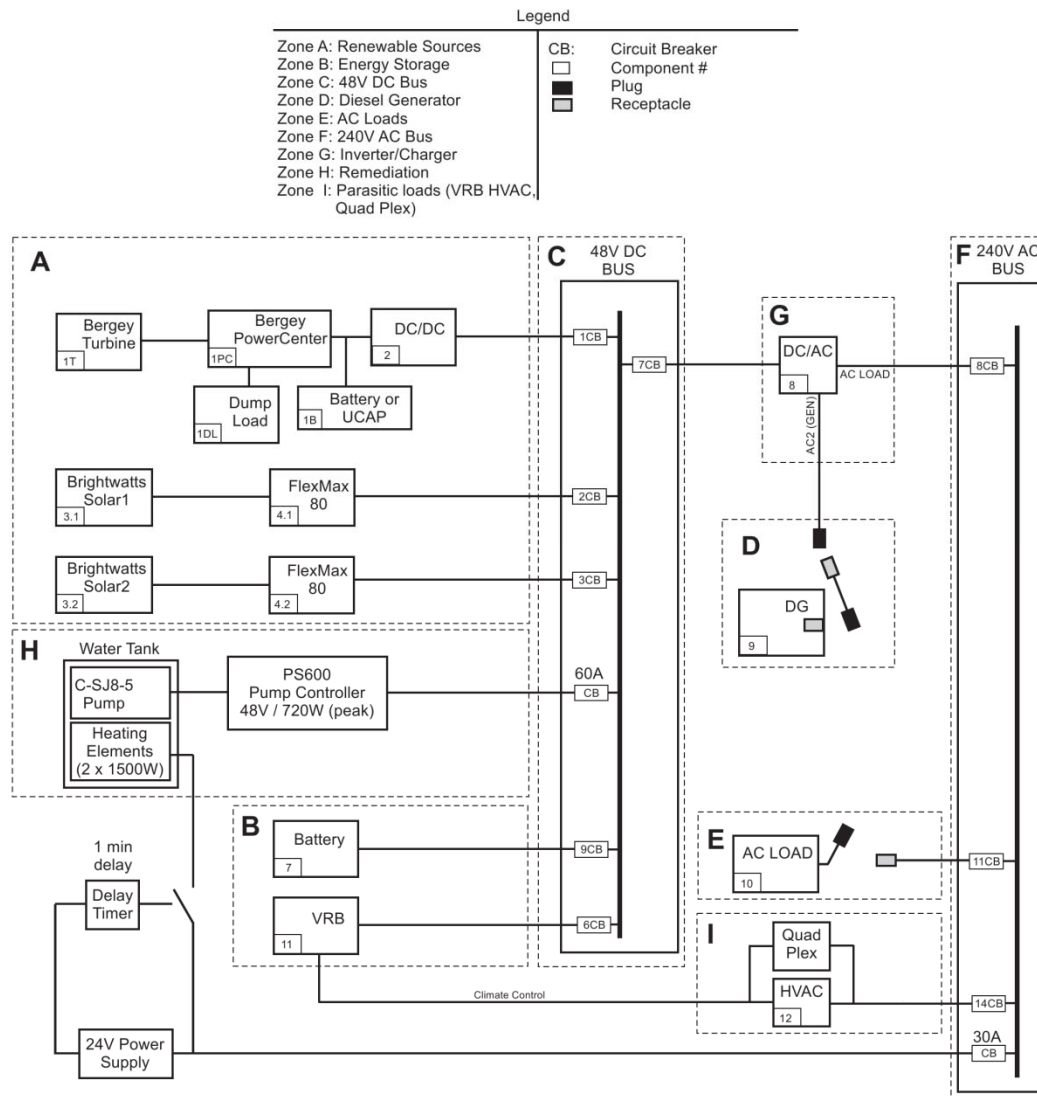 Legend
Zone A: Renewable Sources
Zone B: Energy Storage
Zone C: 48V DC Bus
Zone D: Diesel Generator
Zone E: AC Loads
Zone F: 240V AC Bus
Zone G: Inverter/Charger
Zone H: Remediation
Zone I: Parasitic loads (VRB HVAC,
Quad Plex)
CB: Circuit Breaker
Component #
Plug
Receptacle
A
Bergey
Turbine
1T
Bergey
PowerCenter
1PC
DC/DC
2
Dump
Load
1DL
Battery or
UCAP
1B
Brightwatts
Solar1
3.1
FlexMax
80
4.1
Brightwatts
Solar2
3.2
FlexMax
80
4.2
H
Water Tank
C-SJ8-5
Pump
Heating
Elements
(2 x 1500W)
PS600
Pump Controller
48V / 720W (peak)
1 min
delay
Delay
Timer
24V Power
Supply
B
Battery
7
VRB
11
Climate Control
C
48V DC
BUS
1CB
7CB
2CB
3CB
60A
CB
9CB
6CB
G
DC/AC
8
AC LOAD
AC2 (GEN)
D
DG
9
E
AC LOAD
10
I
Quad
Plex
HVAC
12
F
240V AC
BUS
8CB
11CB
14CB
30A
CB